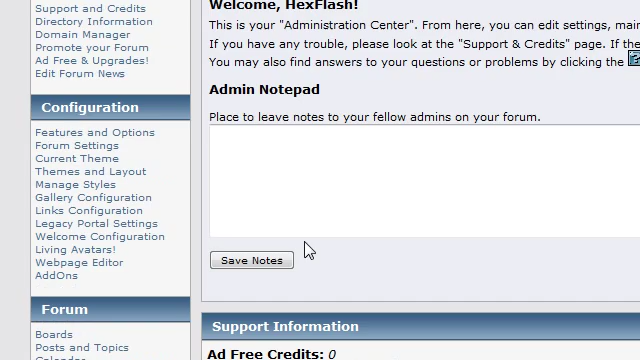 Support and Credits
Directory Information
Domain Manager
Promote your Forum
Ad Free & Upgrades!
Edit Forum News
Configuration
Features and Options
Forum Settings
Current Theme
Themes and Layout
Manage Styles
Gallery Configuration
Links Configuration
Legacy Portal Settings
Welcome Configuration
Living Avatars!
Webpage Editor
AddOns
Forum
Boards
Posts and Topics
Calendar
Welcome, HexFlash!
This is your "Administration Center". From here, you can edit settings,
If you have any trouble, please look at the "Support & Credits" page. If the
You may also find answers to your questions or problems by clicking the
Admin Notepad
Place to leave notes to your fellow admins on your forum.
Save Notes
Support Information
Ad Free Credits: 0